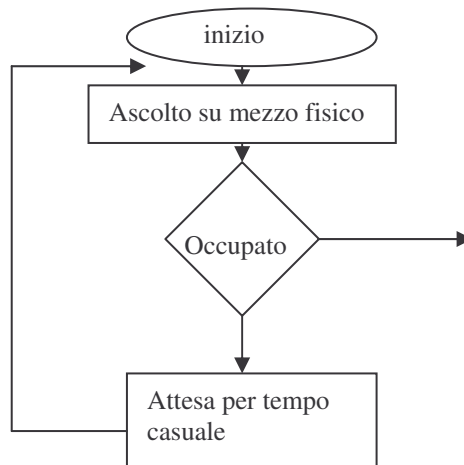 inizio
Ascolto su mezzo fisico
Occupato
Attesa per tempo
casuale